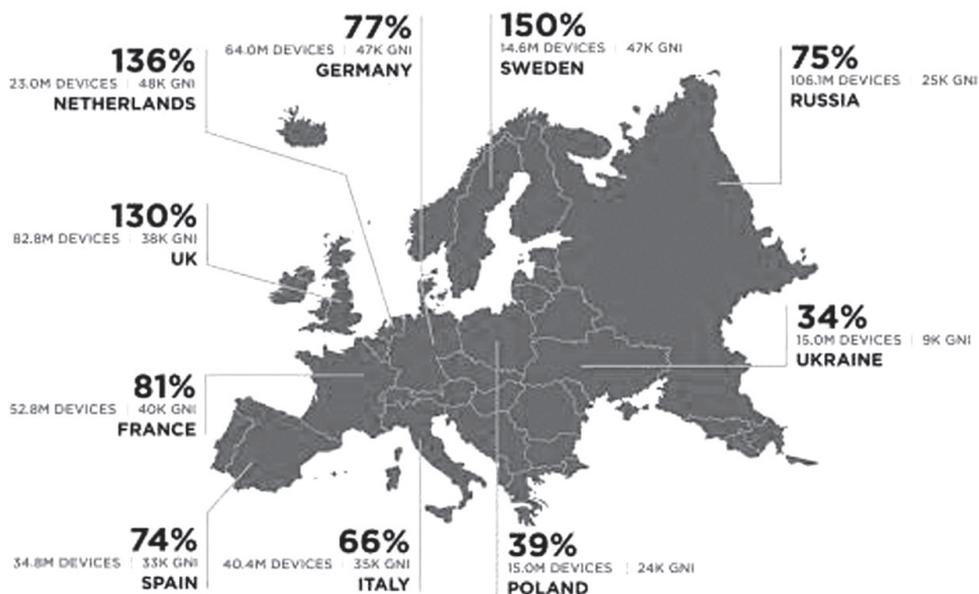 77%
64.0M DEVICES | 47K GNI
GERMANY
150%
14.6M DEVICES | 47K GNI
SWEDEN
136%
23.0M DEVICES | 48K GNI
NETHERLANDS
75%
106.1M DEVICES | 25K GNI
RUSSIA
130%
82.8M DEVICES | 38K GNI
UK
34%
15.0M DEVICES | 9K GNI
UKRAINE
81%
52.8M DEVICES | 40K GNI
FRANCE
74%
34.8M DEVICES | 33K GNI
SPAIN
66%
40.4M DEVICES | 35K GNI
ITALY
39%
15.0M DEVICES | 24K GNI
POLAND